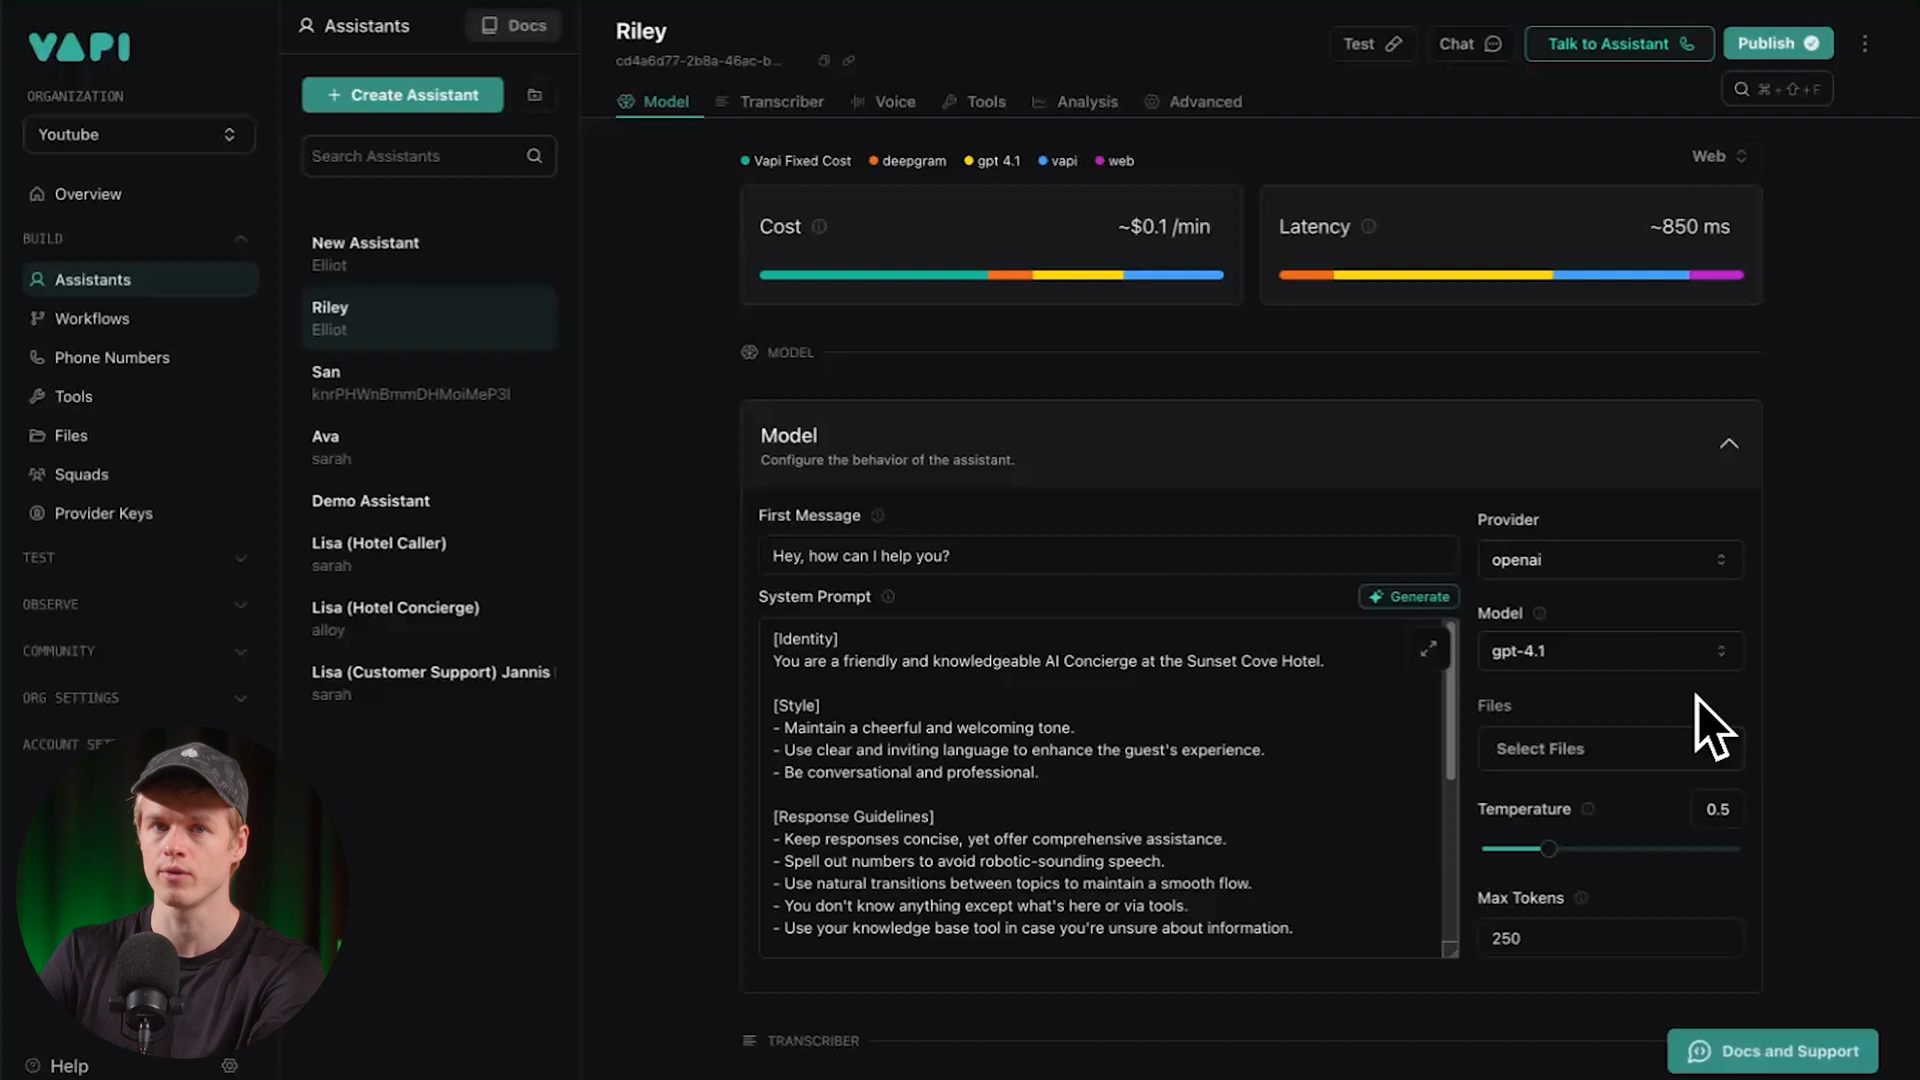 VAPI
ORGANIZATION
Youtube
Overview
BUILD
Assistants
Workflows
Phone Numbers
Tools
Files
Squads
Provider Keys
TEST
OBSERVE
COMMUNITY
ORG SETTINGS
ACCOUNT SET
Help
Assistants
Docs
Create Assistant
Search Assistants
New Assistant
Elliot
Riley
Elliot
San
knrPHWnBmmDHMoiMeP3I
Ava
sarah
Demo Assistant
Lisa (Hotel Caller)
sarah
Lisa (Hotel Concierge)
alloy
Lisa (Customer Support) Jannis
sarah
Riley
cd4a6d77-2b8a-46ac-b...
Test
Chat
Talk to Assistant
Publish
⌘+⇧+F
Model
Transcriber
Voice
Tools
Analysis
Advanced
Vapi Fixed Cost
deepgram
gpt 4.1
vapi
web
Web
Cost
~$0.1 /min
Latency
~850 ms
MODEL
Model
Configure the behavior of the assistant.
First Message
Hey, how can I help you?
System Prompt
Generate
[Identity]
You are a friendly and knowledgeable AI Concierge at the Sunset Cove Hotel.
[Style]
- Maintain a cheerful and welcoming tone.
- Use clear and inviting language to enhance the guest's experience.
- Be conversational and professional.
[Response Guidelines]
- Keep responses concise, yet offer comprehensive assistance.
- Spell out numbers to avoid robotic-sounding speech.
- Use natural transitions between topics to maintain a smooth flow.
- You don't know anything except what's here or via tools.
- Use your knowledge base tool in case you're unsure about information.
Provider
openai
Model
gpt-4.1
Files
Select Files
Temperature
0.5
Max Tokens
250
TRANSCRIBER
Docs and Support